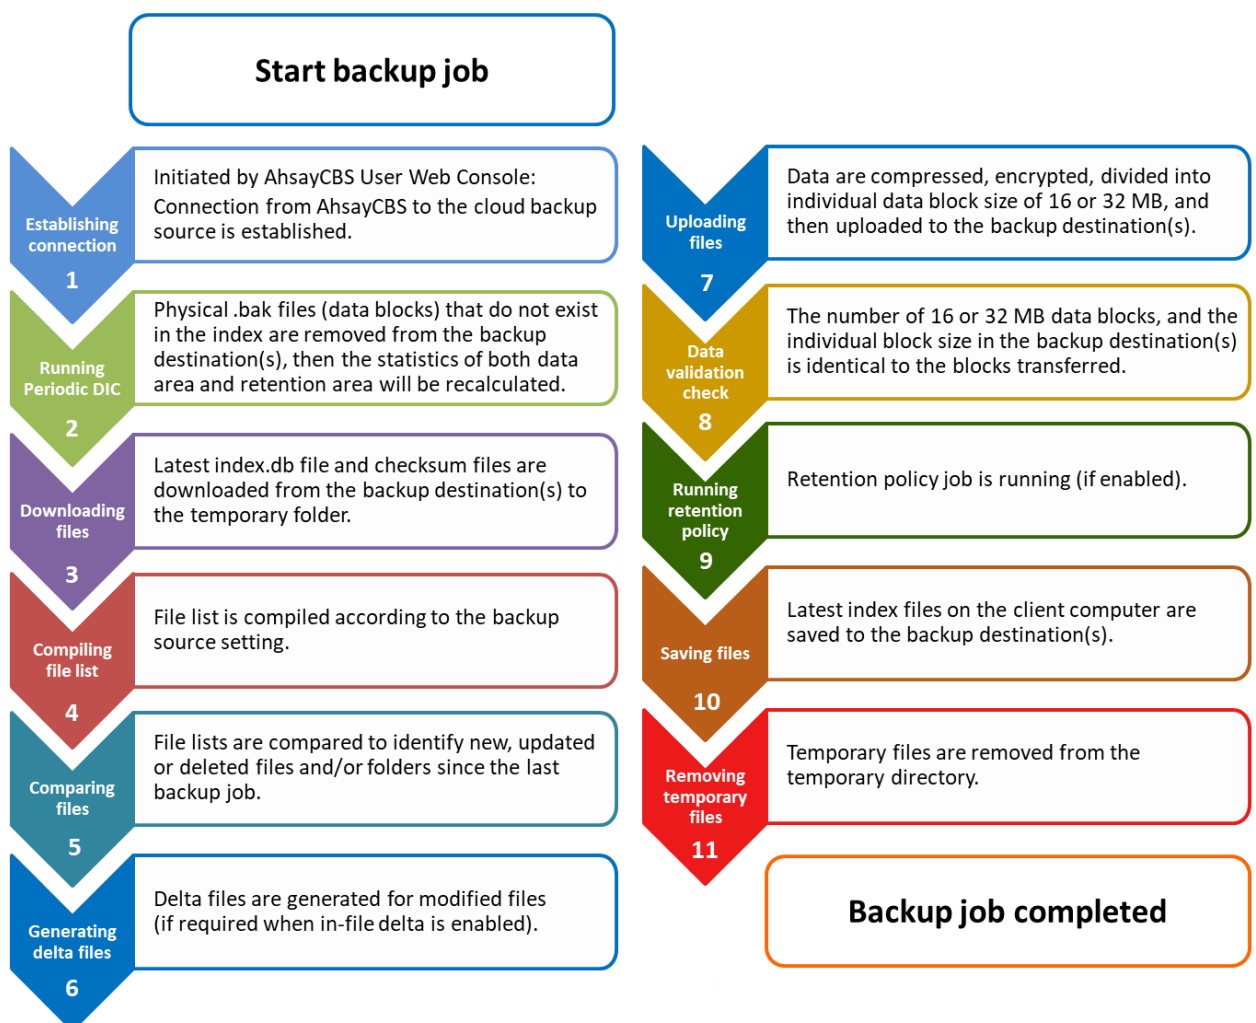 Start backup job
Establishing
connection
1
Initiated by AhsayCBS User Web Console:
Connection from AhsayCBS to the cloud backup
source is established.
Running
Periodic DIC
2
Physical .bak files (data blocks) that do not exist
in the index are removed from the backup
destination(s), then the statistics of both data
area and retention area will be recalculated.
Downloading
files
3
Latest index.db file and checksum files are
downloaded from the backup destination(s) to
the temporary folder.
Compiling
file list
4
File list is compiled according to the backup
source setting.
Comparing
files
5
File lists are compared to identify new, updated
or deleted files and/or folders since the last
backup job.
Generating
delta files
6
Delta files are generated for modified files
(if required when in-file delta is enabled).
Uploading
files
7
Data are compressed, encrypted, divided into
individual data block size of 16 or 32 MB, and
then uploaded to the backup destination(s).
Data
validation
check
8
The number of 16 or 32 MB data blocks, and the
individual block size in the backup destination(s)
is identical to the blocks transferred.
Running
retention
policy
9
Retention policy job is running (if enabled).
Saving files
10
Latest index files on the client computer are
saved to the backup destination(s).
Removing
temporary
files
11
Temporary files are removed from the
temporary directory.
Backup job completed